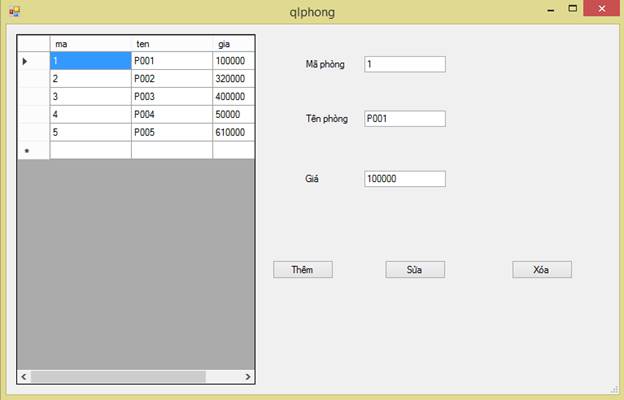 qlphong
ma ten gia
1 P001 100000
2 P002 320000
3 P003 400000
4 P004 50000
5 P005 610000
*
Mã phòng 1
Tên phòng P001
Giá 100000
Thêm Sửa Xóa